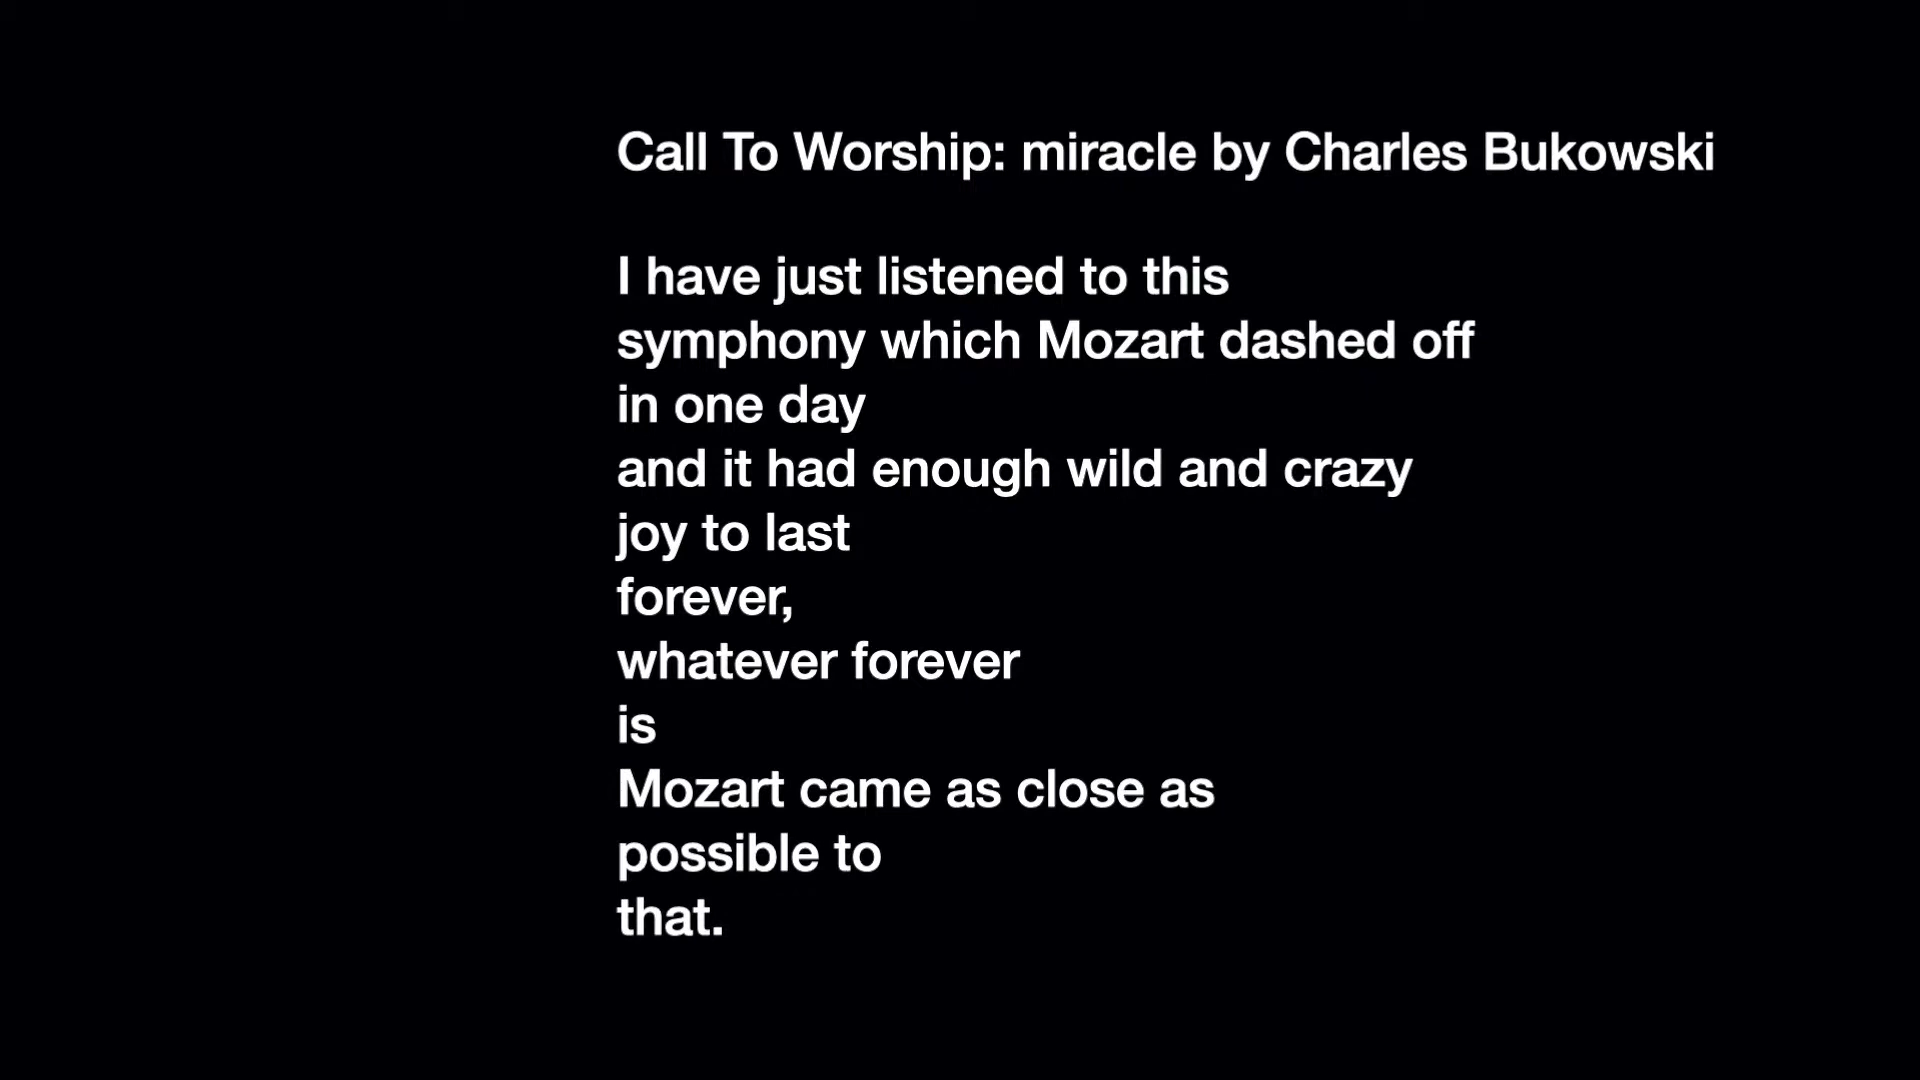 Call To Worship: miracle by Charles Bukowski
I have just listened to this
symphony which Mozart dashed off
in one day
and it had enough wild and crazy
joy to last
forever,
whatever forever
is
Mozart came as close as
possible to
that.